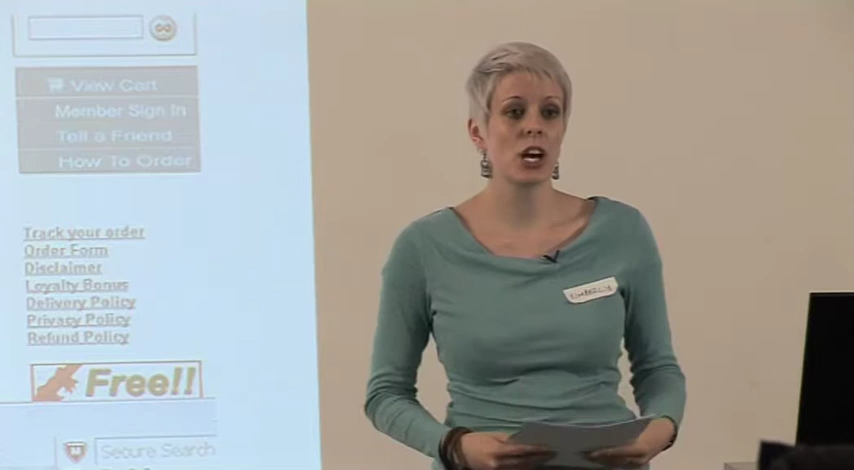 View Cart
Member Sign In
Tell a Friend
How To Order
Track your order
Order Form
Disclaimer
Loyalty Bonus
Delivery Policy
Privacy Policy
Refund Policy
Free!!
Secure Search
KIMBERLY